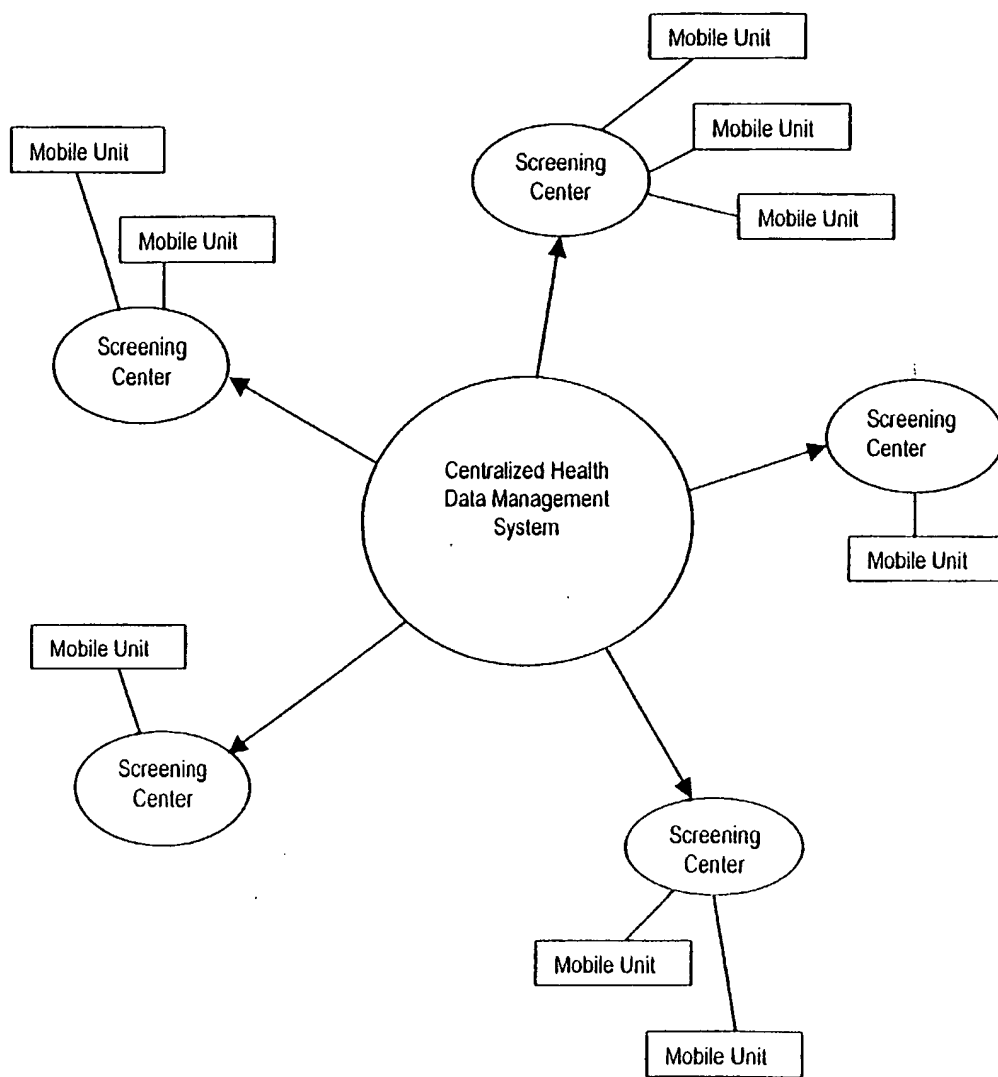 Mobile Unit
Mobile Unit
Mobile Unit
Screening
Center
Mobile Unit
Mobile Unit
Screening
Center
Screening
Center
Mobile Unit
Centralized Health
Data Management
System
Mobile Unit
Screening
Center
Screening
Center
Mobile Unit
Mobile Unit